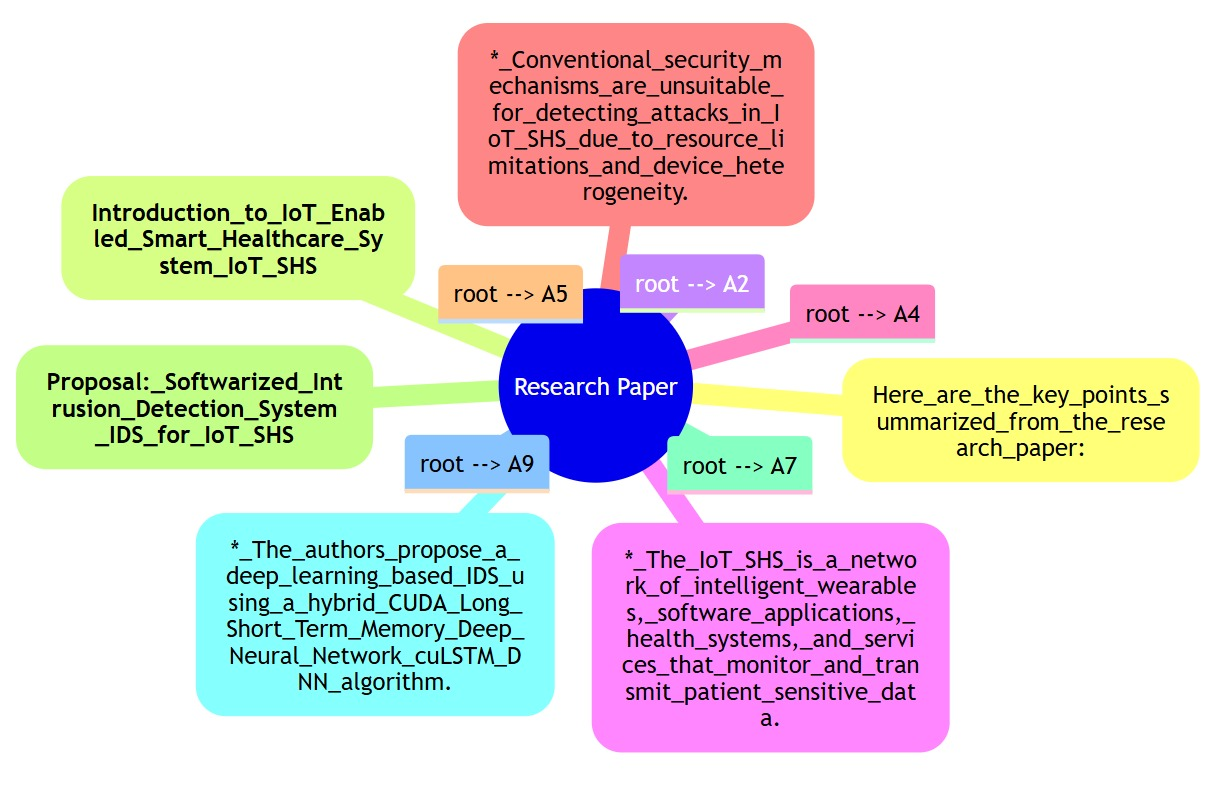 *_Conventional_security_m
echanisms_are_unsuitable_
for_detecting_attacks_in_I
oT_SHS_due_to_resource_li
mitations_and_device_hete
rogeneity.
Introduction_to_IoT_Enab
led_Smart_Healthcare_Sy
stem_IoT_SHS
root --> A5
root --> A2
root --> A4
Research Paper
Proposal:_Softwarized_Int
rusion_Detection_System
_IDS_for_IoT_SHS
Here_are_the_key_points_s
ummarized_from_the_rese
arch_paper:
root --> A9
root --> A7
*_The_authors_propose_a_
deep_learning_based_IDS_u
sing_a_hybrid_CUDA_Long_
Short_Term_Memory_Deep_
Neural_Network_cuLSTM_D
NN_algorithm.
*_The_IoT_SHS_is_a_netwo
rk_of_intelligent_wearable
s,_software_applications,_
health_systems,_and_servi
ces_that_monitor_and_tran
smit_patient_sensitive_dat
a.